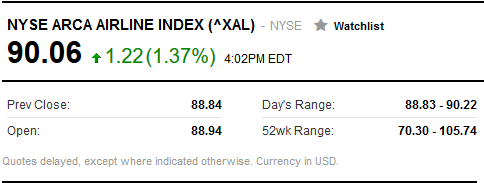 NYSE ARCA AIRLINE INDEX (^XAL) - NYSE Watchlist
90.06 1.22 (1.37%) 4:02PM EDT
Prev Close: 88.84 Day's Range: 88.83 - 90.22
Open: 88.94 52wk Range: 70.30 - 105.74
Quotes delayed, except where indicated otherwise. Currency in USD.